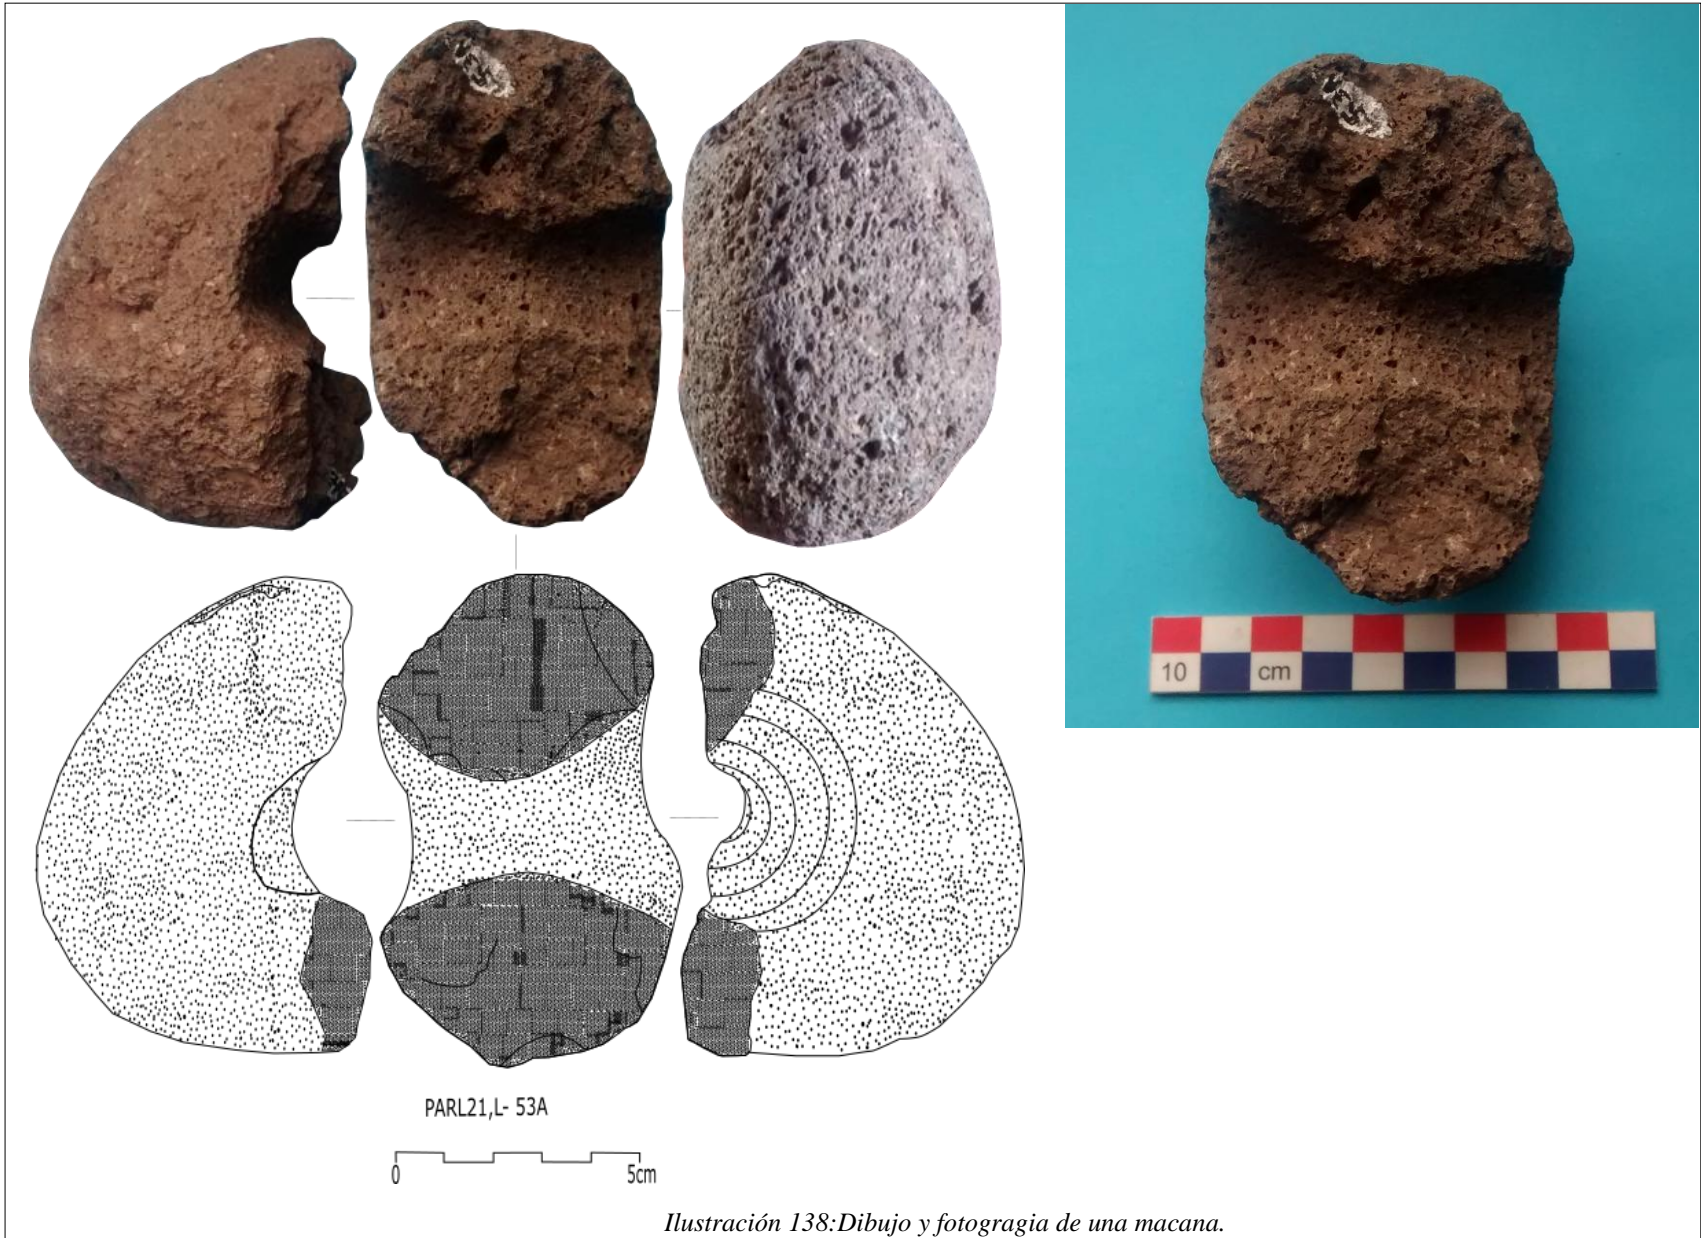 10 cm
PARL21,L- 53A
0 5cm
Ilustración 138:Dibujo y fotogragia de una macana.